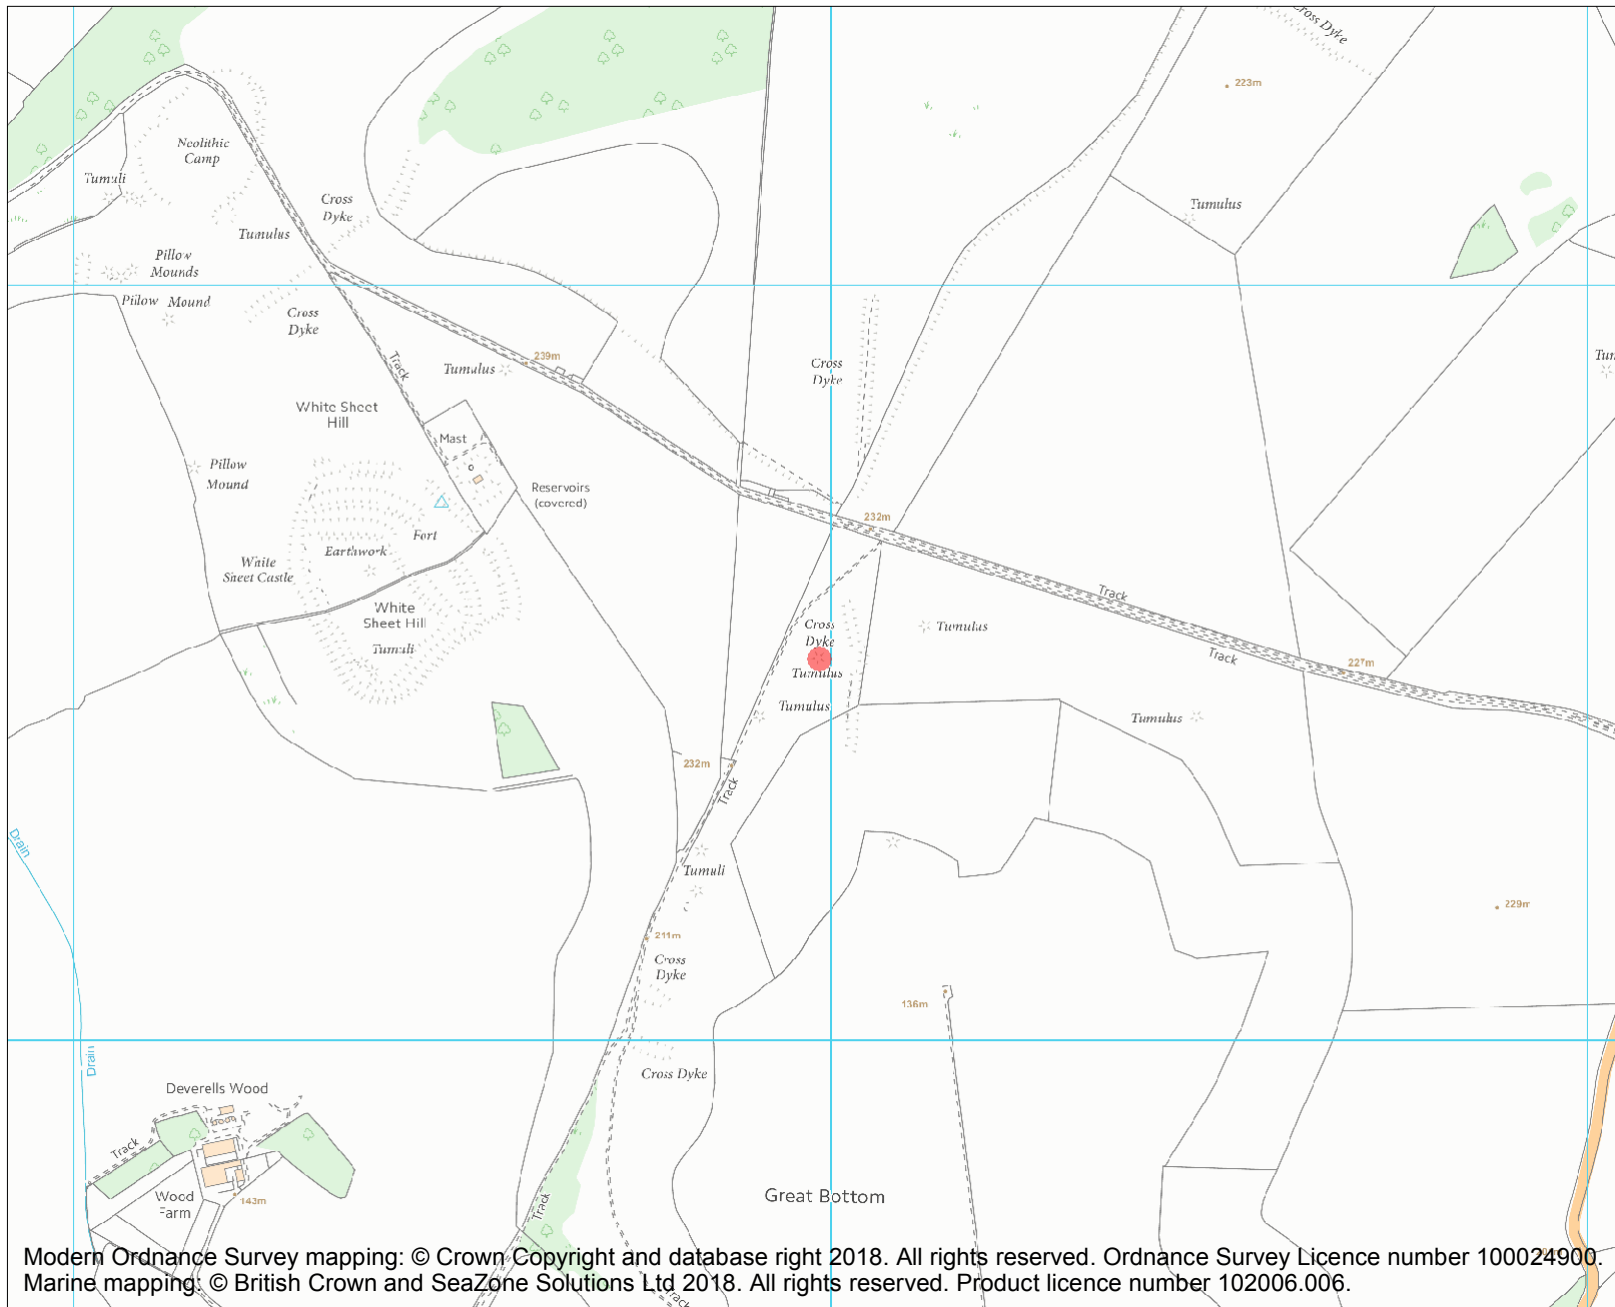 Cross Dyke
223m
Neolithic
Camp
Tumuli
Cross
Dyke
Tumulus
Tumulus
Pillow
Mounds
Pillow Mound
Cross
Dyke
Track
Tumulus
239m
Cross
Dyke
White Sheet
Hill
Mast
Pillow
Mound
Reservoirs
(covered)
Fort
Earthwork
White
Sheet Castle
232m
White
Sheet Hill
Tumuli
Track
Cross
Dyke
Tumulus
Tumulus
Track
227m
Tumulus
Tumulus
232m
Track
Drain
Tumuli
229m
211m
Cross
Dyke
136m
Drain
Cross Dyke
Deverells Wood
Track
Wood
Farm
143m
Track
Great Bottom
Modern Ordnance Survey mapping: © Crown Copyright and database right 2018. All rights reserved. Ordnance Survey Licence number 100024900.
Marine mapping: © British Crown and SeaZone Solutions Ltd 2018. All rights reserved. Product licence number 102006.006.
Track